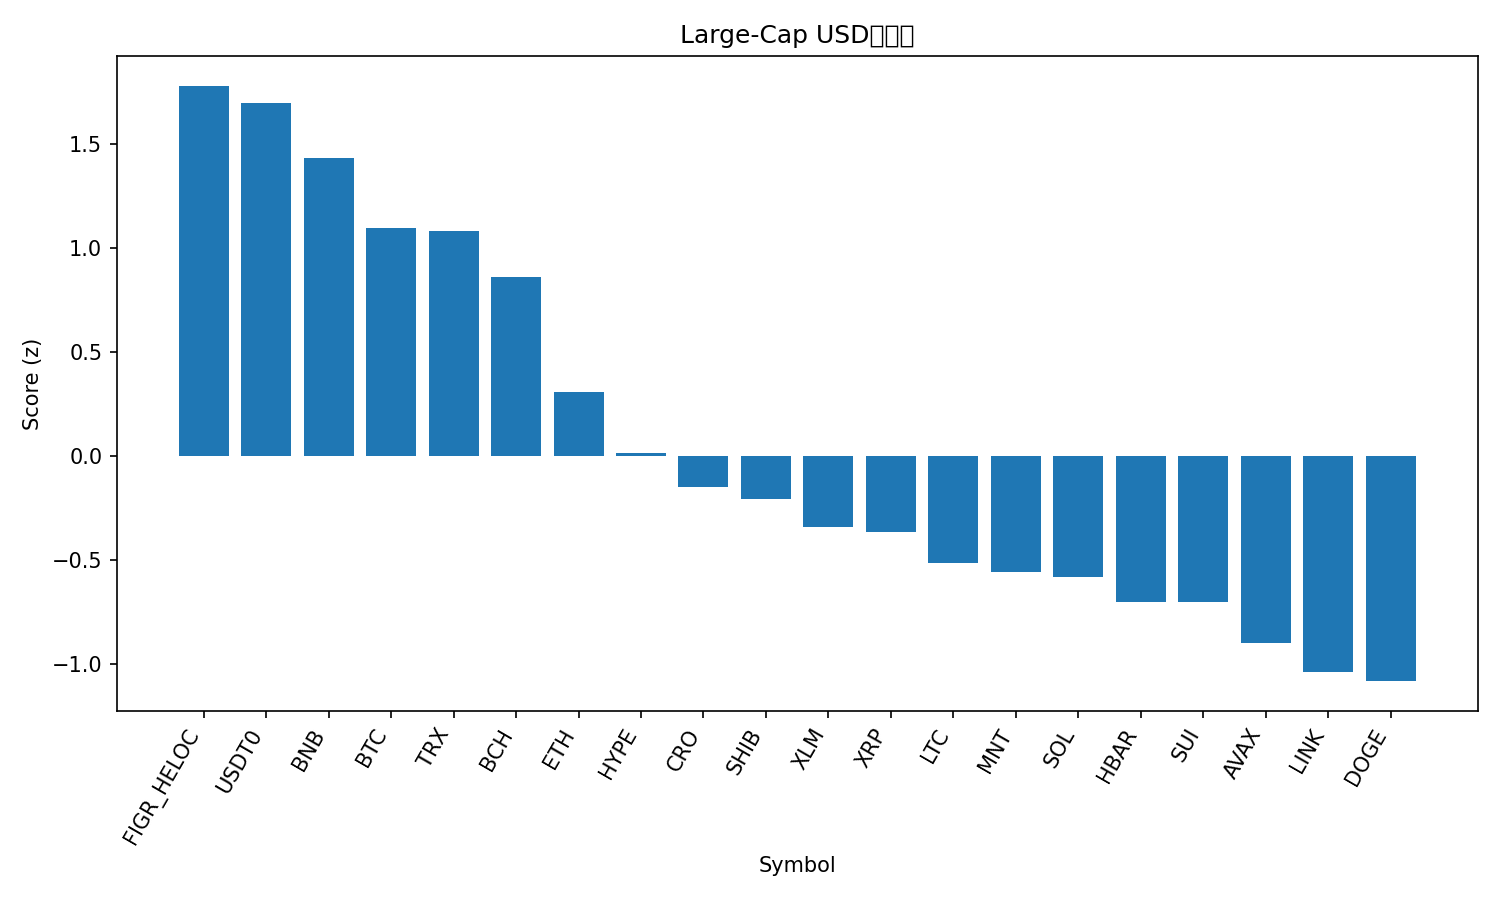 Large-Cap USD
Score (z)
1.5
1.0
0.5
0.0
−0.5
−1.0
FIGR_HELOC
USDT0
BNB
BTC
TRX
BCH
ETH
HYPE
CRO
SHIB
XLM
XRP
LTC
MNT
SOL
HBAR
SUI
AVAX
LINK
DOGE
Symbol